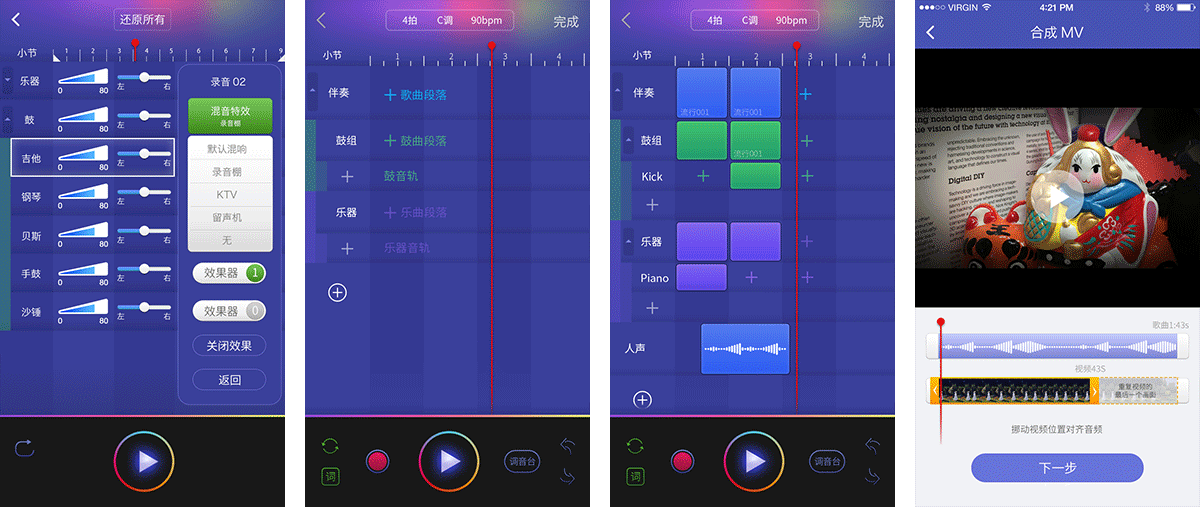 还原所有
小节
1 2 3 4 5 6 7 8 9
乐器
0 80 左 右
鼓
0 80 左 右
吉他
0 80 左 右
钢琴
0 80 左 右
贝斯
0 80 左 右
手鼓
0 80 左 右
沙锤
0 80 左 右
录音 02
混音特效
录音棚
默认混响
录音棚
KTV
留声机
无
效果器 1
效果器 0
关闭效果
返回
4拍 C调 90bpm
完成
小节
1 2 3 4
伴奏
歌曲段落
鼓组
鼓曲段落
鼓音轨
乐器
乐曲段落
乐器音轨
词
调音台
4拍 C调 90bpm
完成
小节
1 2 3 4
伴奏
流行001 流行001
鼓组
流行001
Kick
乐器
Piano
人声
词
调音台
VIRGIN 4:21 PM 88%
合成 MV
Digital DIY
歌曲1:43s
视频43S
重复视频的
最后一个画面
挪动视频位置对齐音频
下一步